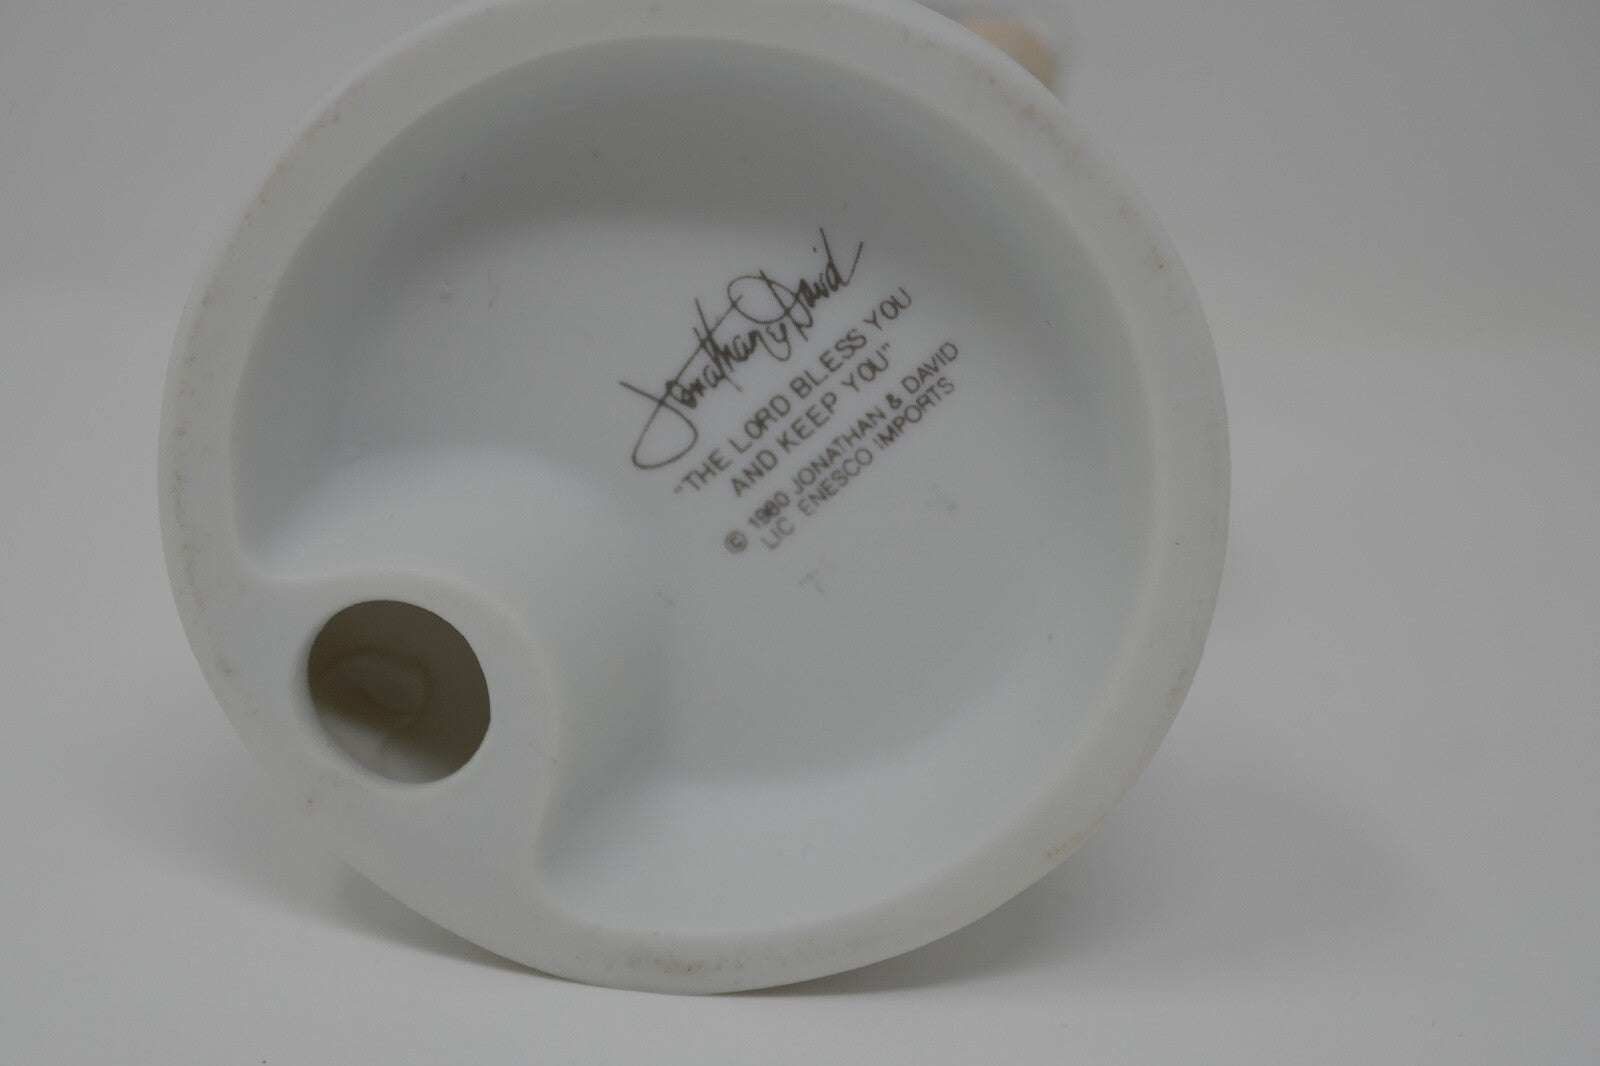 Jonathan & David
"THE LORD BLESS YOU
AND KEEP YOU"
© 1980 JONATHAN & DAVID
LIC ENESCO IMPORTS